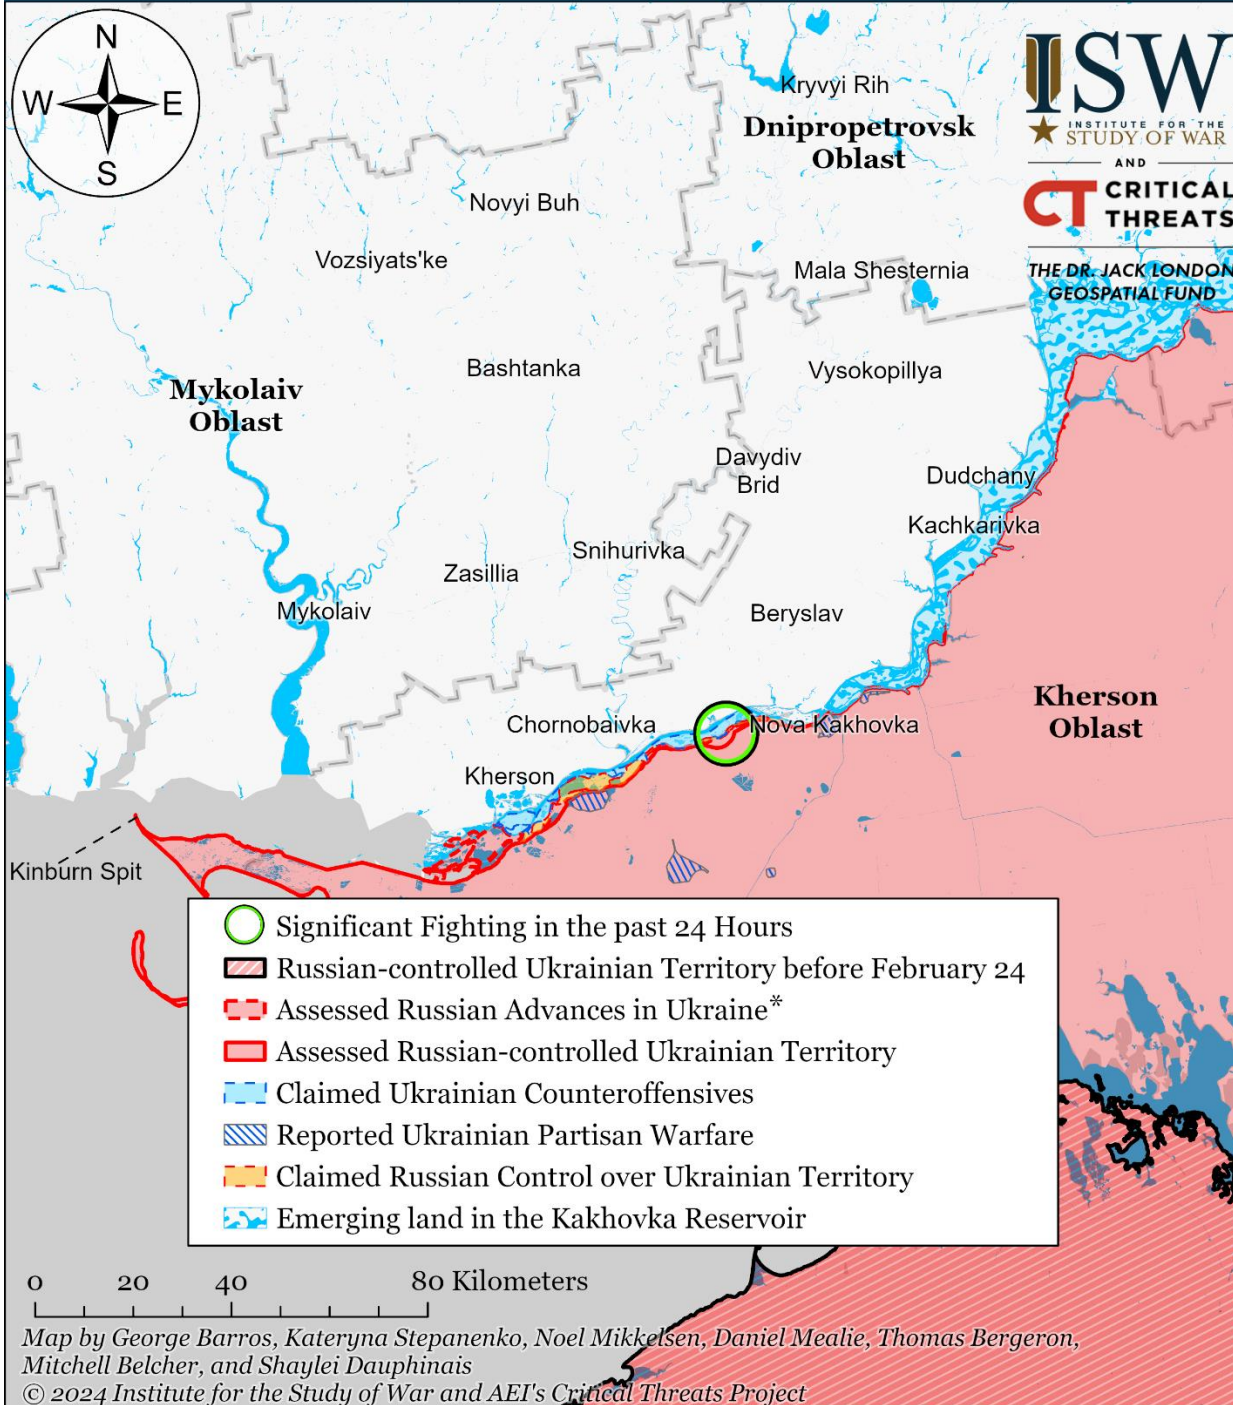 N
W
E
S
Kryvyi Rih
Dnipropetrovsk
Oblast
ISW
INSTITUTE FOR THE
STUDY OF WAR
AND
CT CRITICAL
THREATS
THE DR. JACK LONDON
GEOSPATIAL FUND
Novyi Buh
Vozsiyats'ke
Mala Shesternia
Bashtanka
Vysokopillya
Mykolaiv
Oblast
Davydiv
Brid
Dudchany
Kachkarivka
Snihurivka
Zasillia
Mykolaiv
Beryslav
Kherson
Oblast
Chornobaivka
Nova Kakhovka
Kherson
Kinburn Spit
Significant Fighting in the past 24 Hours
Russian-controlled Ukrainian Territory before February 24
Assessed Russian Advances in Ukraine*
Assessed Russian-controlled Ukrainian Territory
Claimed Ukrainian Counteroffensives
Reported Ukrainian Partisan Warfare
Claimed Russian Control over Ukrainian Territory
Emerging land in the Kakhovka Reservoir
0 20 40 80 Kilometers
Map by George Barros, Kateryna Stepanenko, Noel Mikkelsen, Daniel Mealie, Thomas Bergeron,
Mitchell Belcher, and Shaylei Dauphinais
© 2024 Institute for the Study of War and AEI's Critical Threats Project